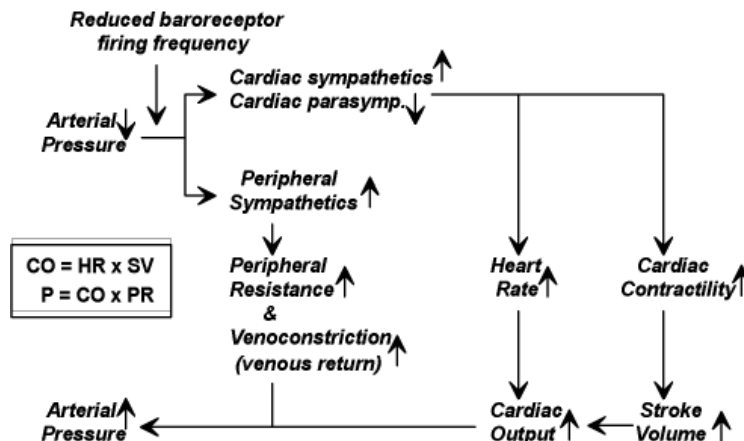 Reduced baroreceptor
firing frequency
Cardiac sympathetics
Cardiac parasymp.
Arterial
Pressure
Peripheral
Sympathetics
CO = HR x SV
P = CO x PR
Peripheral
Resistance
&
Venoconstriction
(venous return)
Heart
Rate
Cardiac
Contractility
Arterial
Pressure
Cardiac
Output
Stroke
Volume